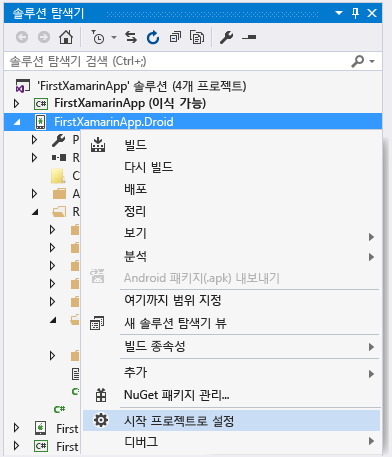 솔루션 탐색기
솔루션 탐색기 검색 (Ctrl+;)
'FirstXamarinApp' 솔루션 (4개 프로젝트)
C# FirstXamarinApp (이식 가능)
FirstXamarinApp.Droid
P
빌드
R
다시 빌드
C
배포
A
정리
R
보기
분석
Android 패키지(.apk) 내보내기
여기까지 범위 지정
새 솔루션 탐색기 뷰
빌드 종속성
추가
C#
NuGet 패키지 관리...
C#
시작 프로젝트로 설정
First
디버그
C# First